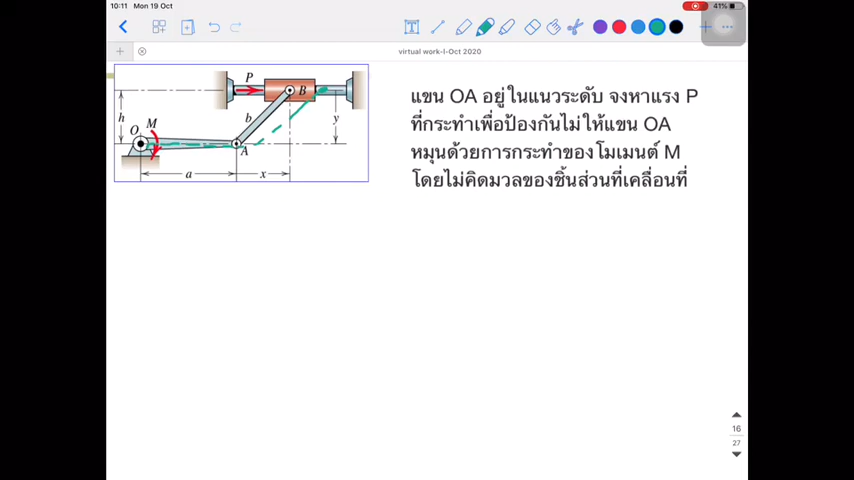 10:11 Mon 19 Oct
41%
virtual work-I-Oct 2020
P
B
แขน OA อยู่ในแนวระดับ จงหาแรง P
ที่กระทำเพื่อป้องกันไม่ให้แขน OA
หมุนด้วยการกระทำของโมเมนต์ M
โดยไม่คิดมวลของชิ้นส่วนที่เคลื่อนที่
h
M
b
y
O
A
a
x
16
27